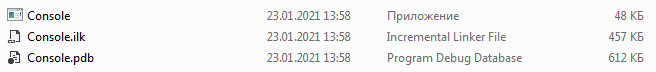 Console 23.01.2021 13:58 Приложение 48 КБ
Console.ilk 23.01.2021 13:58 Incremental Linker File 457 КБ
Console.pdb 23.01.2021 13:58 Program Debug Database 612 КБ